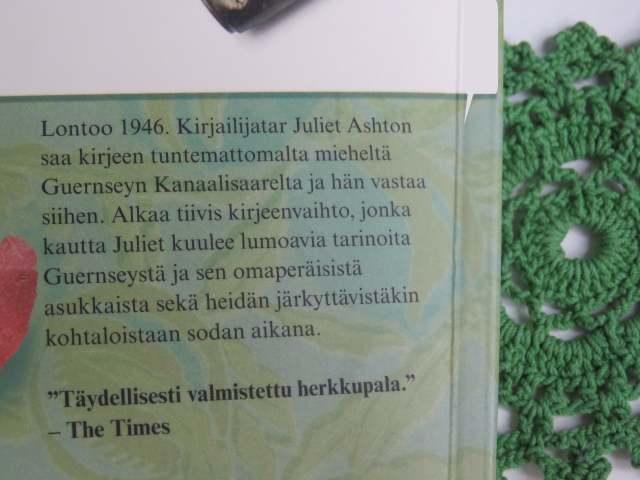 Lontoo 1946. Kirjailijatar Juliet Ashton
saa kirjeen tuntemattomalta mieheltä
Guernseyn Kanaalisaarelta ja hän vastaa
siihen. Alkaa tiivis kirjeenvaihto, jonka
kautta Juliet kuulee lumoavia tarinoita
Guernseystä ja sen omaperäisistä
asukkaista sekä heidän järkyttävistäkin
kohtaloistaan sodan aikana.
”Täydellisesti valmistettu herkkupala.”
– The Times